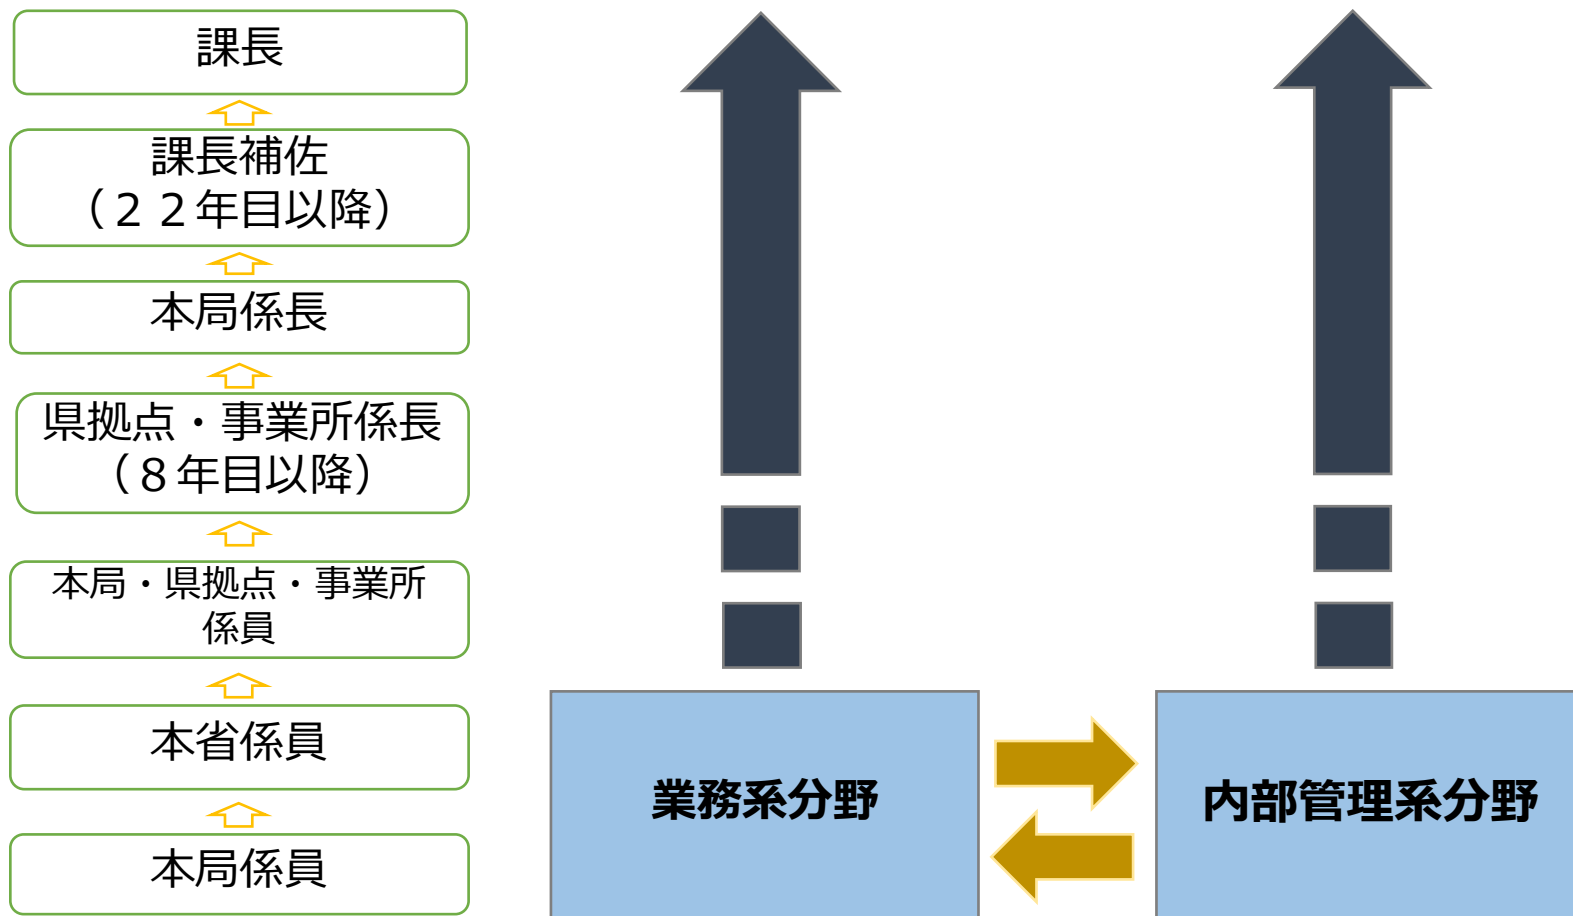 課長
課長補佐
（２２年目以降）
本局係長
県拠点・事業所係長
（８年目以降）
本局・県拠点・事業所
係員
本省係員
本局係員
業務系分野
内部管理系分野